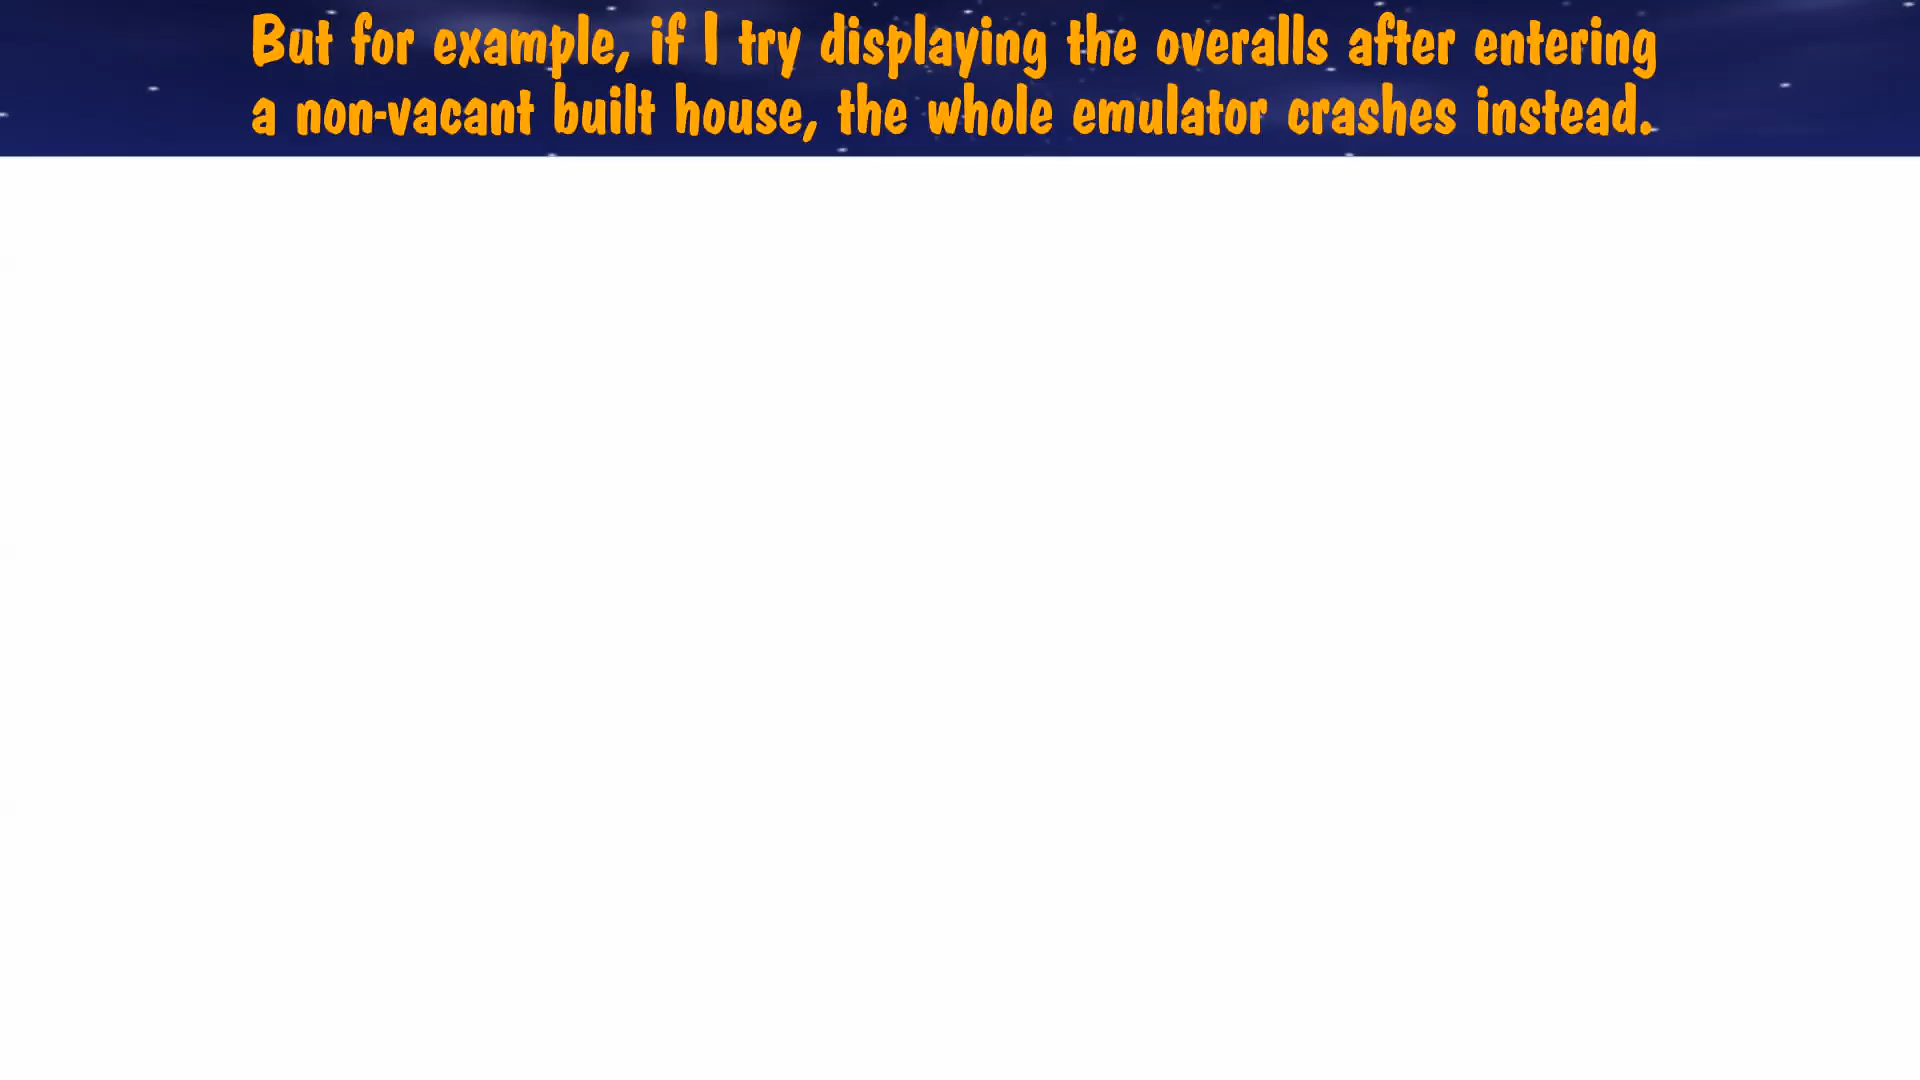 But for example, if I try displaying the overalls after entering
a non-vacant built house, the whole emulator crashes instead.